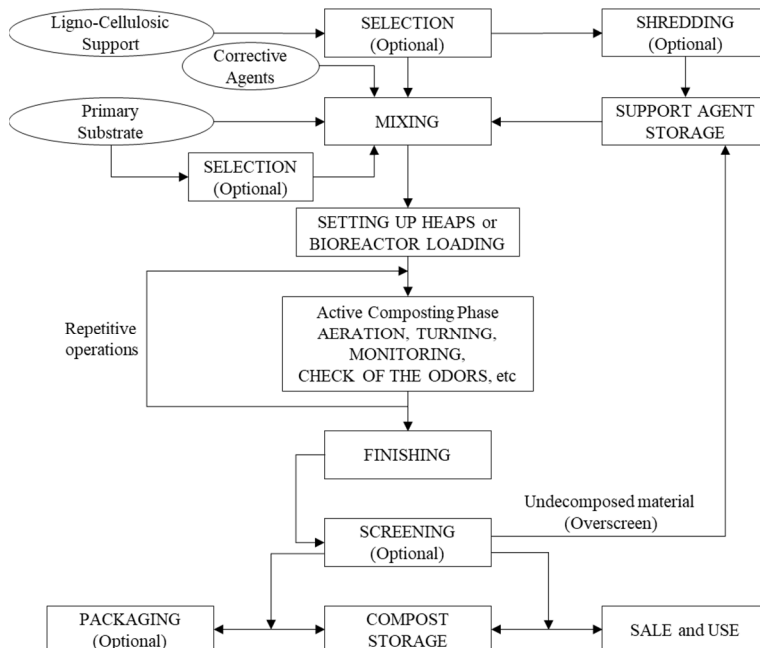 Ligno-Cellulosic
Support
SELECTION
(Optional)
SHREDDING
(Optional)
Corrective
Agents
Primary
Substrate
MIXING
SUPPORT AGENT
STORAGE
SELECTION
(Optional)
SETTING UP HEAPS or
BIOREACTOR LOADING
Repetitive
operations
Active Composting Phase
AERATION, TURNING,
MONITORING,
CHECK OF THE ODORS, etc
FINISHING
Undecomposed material
(Overscreen)
SCREENING
(Optional)
PACKAGING
(Optional)
COMPOST
STORAGE
SALE and USE